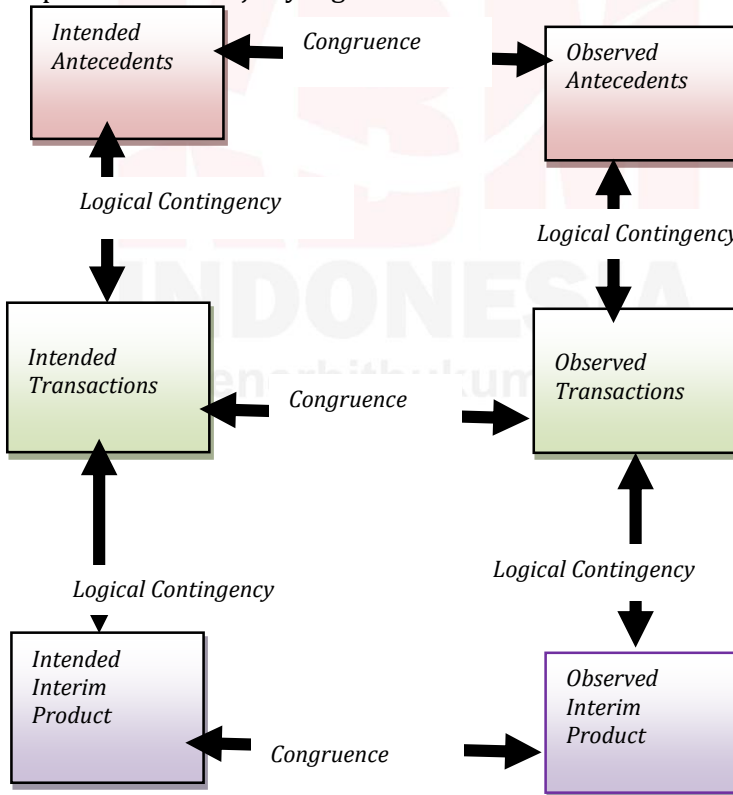 Intended
Antecedents
Congruence
Observed
Antecedents
Logical Contingency
Logical Contingency
INDONESIA
Intended
Transactions
Congruence
Observed
Transactions
Logical Contingency
Logical Contingency
Intended
Interim
Product
Congruence
Observed
Interim
Product